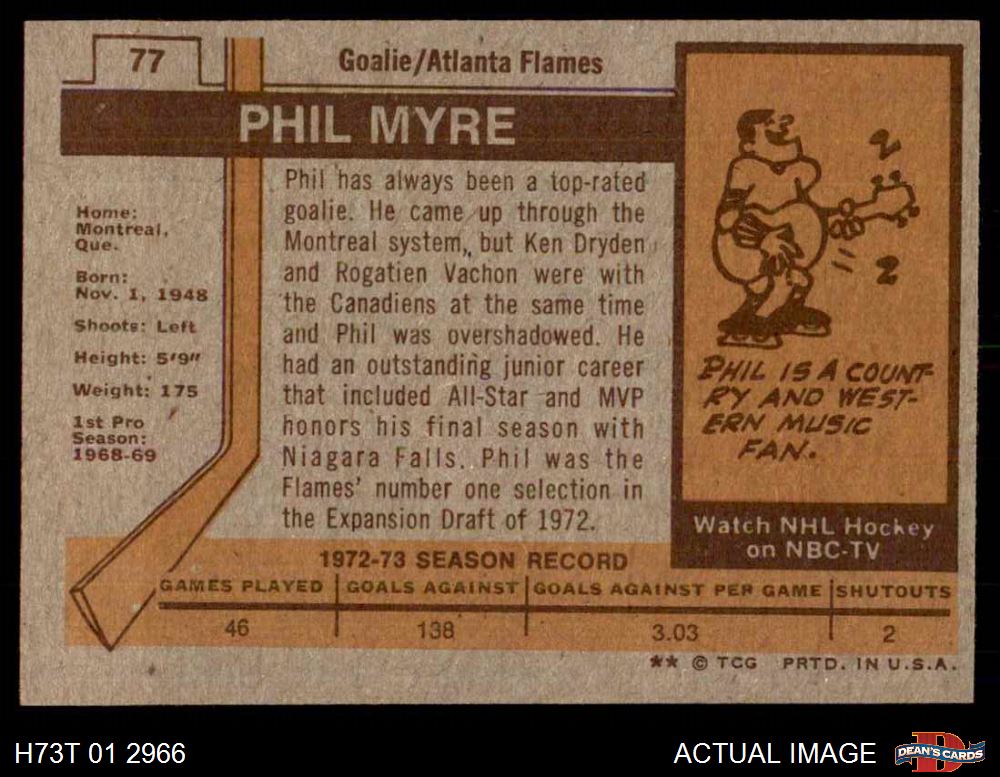 77
Goalie/Atlanta Flames
PHIL MYRE
Home:
Montreal,
Que.
Born:
Nov. 1, 1948
Shoots: Left
Height: 5'9"
Weight: 175
1st Pro
Season:
1968-69
Phil has always been a top-rated
goalie. He came up through the
Montreal system, but Ken Dryden
and Rogatien Vachon were with
the Canadiens at the same time
and Phil was overshadowed. He
had an outstanding junior career
that included All-Star and MVP
honors his final season with
Niagara Falls. Phil was the
Flames' number one selection in
the Expansion Draft of 1972.
PHIL IS A COUNT-
RY AND WEST-
ERN MUSIC
FAN.
Watch NHL Hockey
on NBC-TV
1972-73 SEASON RECORD
GAMES PLAYED GOALS AGAINST GOALS AGAINST PER GAME SHUTOUTS
46 138 3.03 2
** © TCG PRTD. IN U.S.A.
H73T 01 2966
ACTUAL IMAGE
DEAN'S CARDS